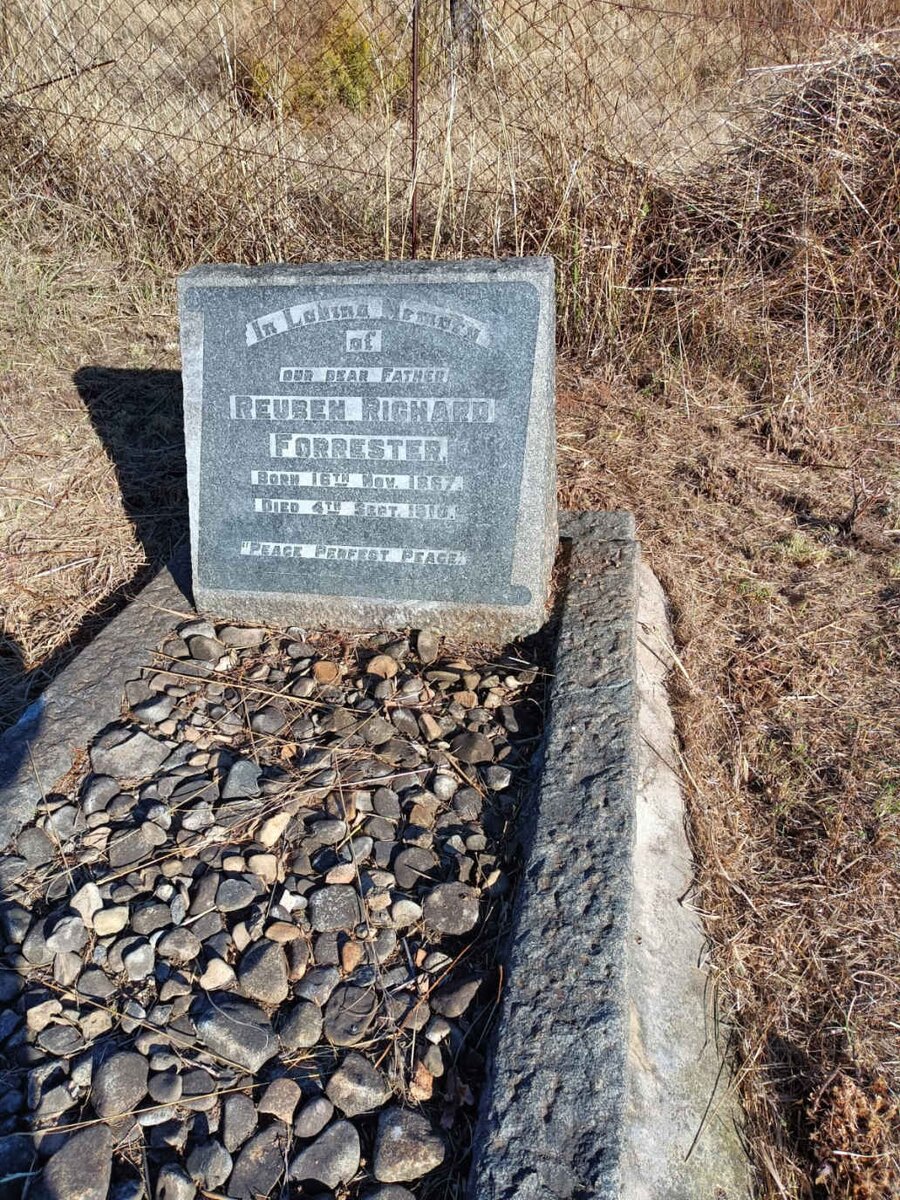 In Loving Memory
of
OUR DEAR FATHER
REUBEN RICHARD
FORRESTER.
BORN 16TH NOV. 1867.
DIED 4TH SEPT.
"PEACE PERFECT PEACE."